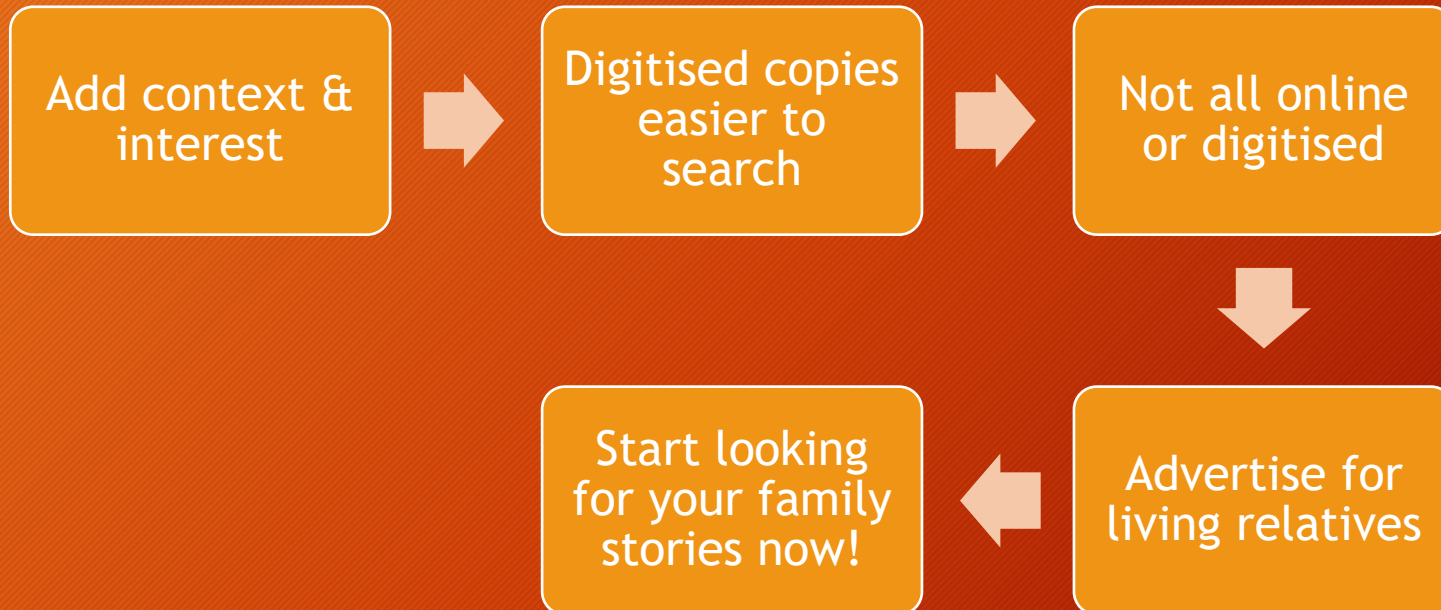 Add context &
interest
Digitised copies
easier to
search
Not all online
or digitised
Advertise for
living relatives
Start looking
for your family
stories now!